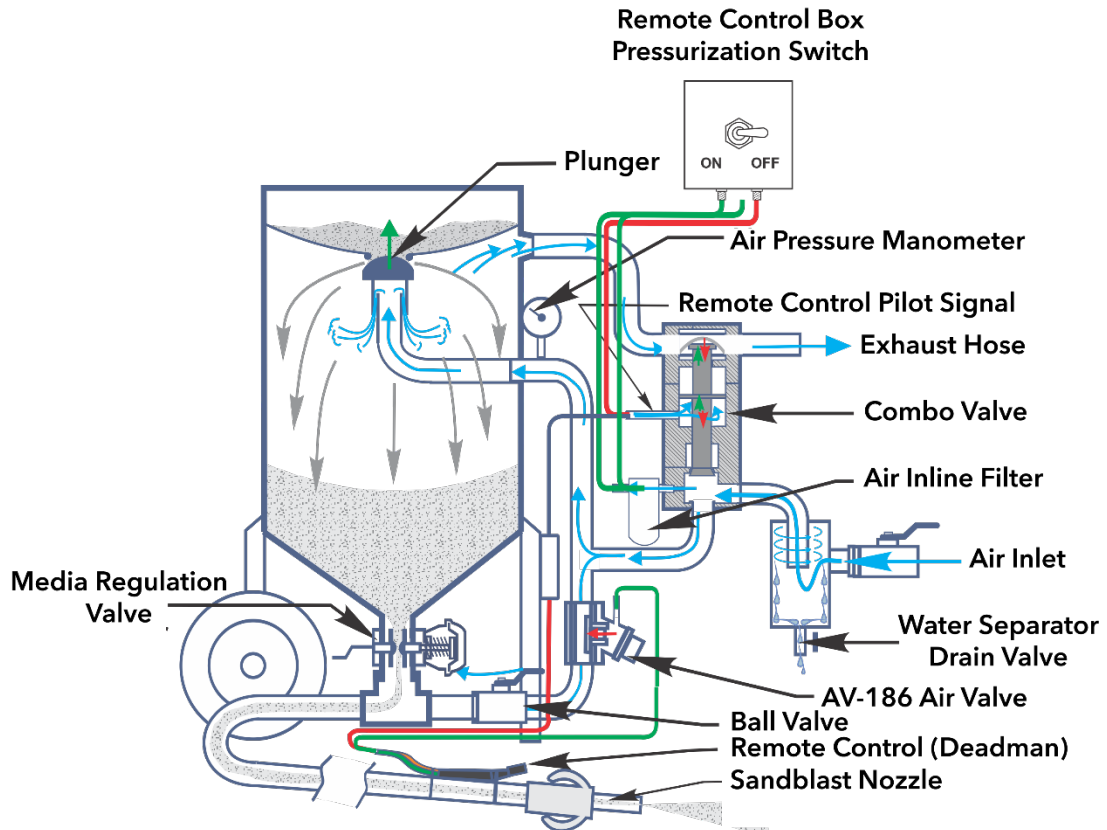 Remote Control Box
Pressurization Switch
ON OFF
Plunger
Air Pressure Manometer
Remote Control Pilot Signal
Exhaust Hose
Combo Valve
Air Inline Filter
Air Inlet
Media Regulation
Valve
Water Separator
Drain Valve
AV-186 Air Valve
Ball Valve
Remote Control (Deadman)
Sandblast Nozzle